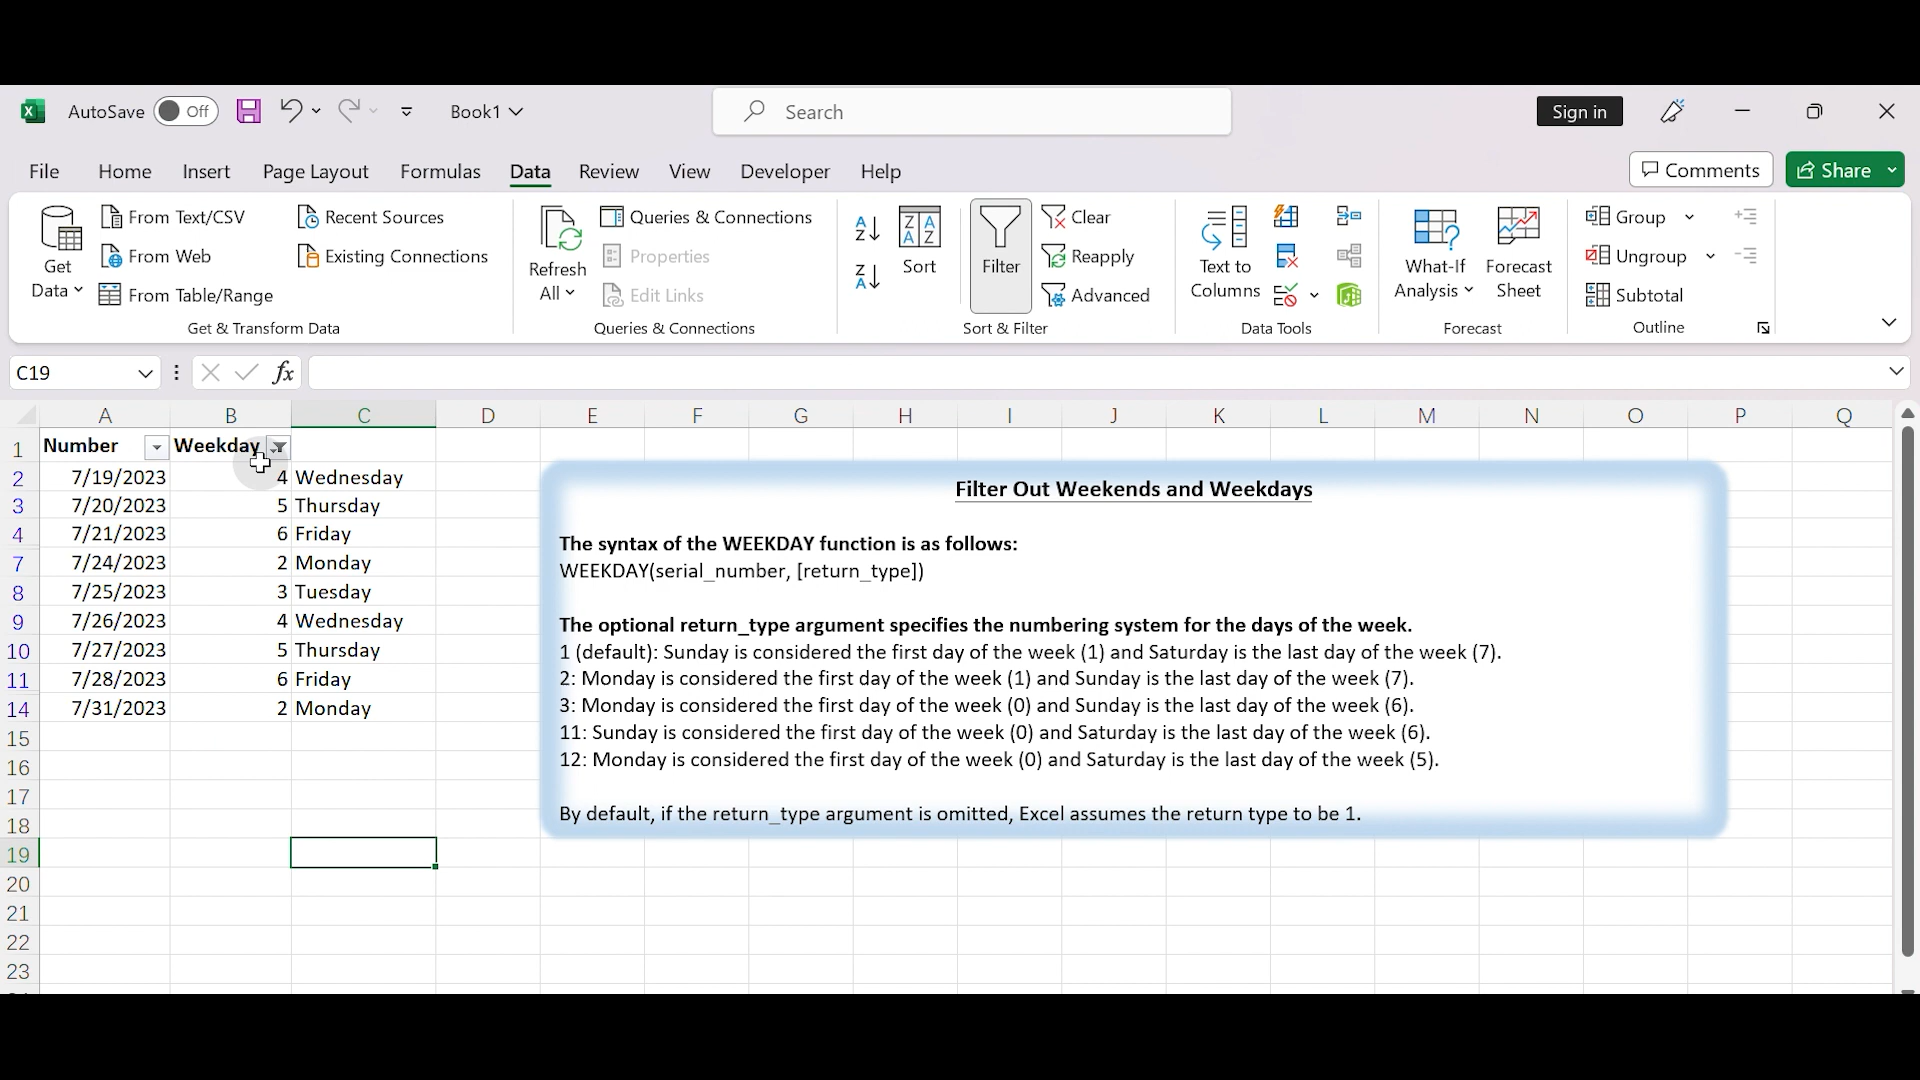 AutoSave Off Book1 Search Sign in
File Home Insert Page Layout Formulas Data Review View Developer Help Comments Share
Get Data
From Text/CSV
From Web
From Table/Range
Recent Sources
Existing Connections
Get & Transform Data
Refresh All
Queries & Connections
Properties
Edit Links
Queries & Connections
Sort
Filter
Clear
Reapply
Advanced
Sort & Filter
Text to Columns
Data Tools
What-If Analysis
Forecast Sheet
Forecast
Group
Ungroup
Subtotal
Outline
C19 fx
A B C D E F G H I J K L M N O P Q
1 Number Weekday
2 7/19/2023 4 Wednesday
3 7/20/2023 5 Thursday
4 7/21/2023 6 Friday
7 7/24/2023 2 Monday
8 7/25/2023 3 Tuesday
9 7/26/2023 4 Wednesday
10 7/27/2023 5 Thursday
11 7/28/2023 6 Friday
14 7/31/2023 2 Monday
15
16
17
18
19
20
21
22
23
Filter Out Weekends and Weekdays
The syntax of the WEEKDAY function is as follows:
WEEKDAY(serial_number, [return_type])
The optional return_type argument specifies the numbering system for the days of the week.
1 (default): Sunday is considered the first day of the week (1) and Saturday is the last day of the week (7).
2: Monday is considered the first day of the week (1) and Sunday is the last day of the week (7).
3: Monday is considered the first day of the week (0) and Sunday is the last day of the week (6).
11: Sunday is considered the first day of the week (0) and Saturday is the last day of the week (6).
12: Monday is considered the first day of the week (0) and Saturday is the last day of the week (5).
By default, if the return_type argument is omitted, Excel assumes the return type to be 1.